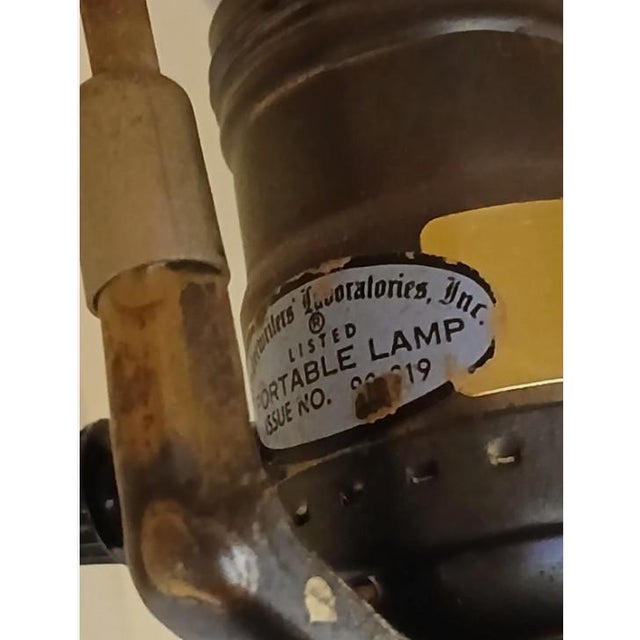 Laboratories, Inc.
®
LISTED
PORTABLE LAMP
ISSUE NO.